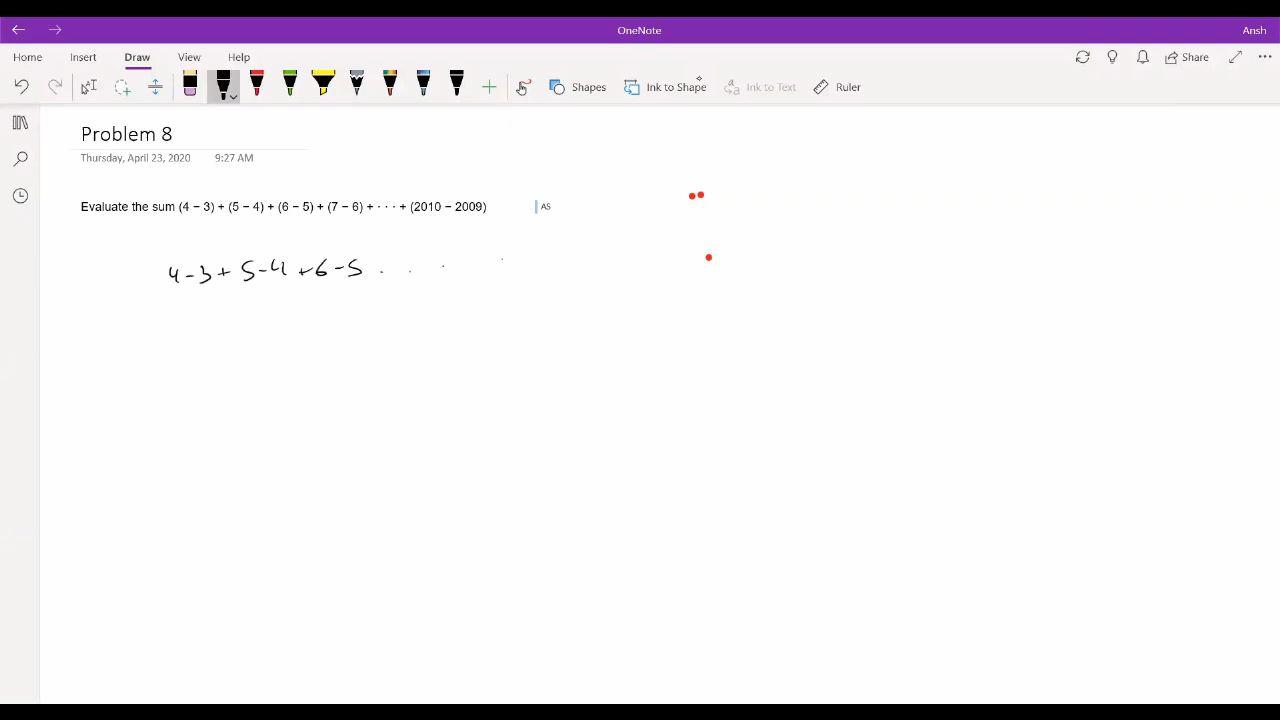 OneNote
Ansh
Home Insert Draw View Help
Share
Shapes Ink to Shape Ink to Text Ruler
Problem 8
Thursday, April 23, 2020 9:27 AM
Evaluate the sum (4 − 3) + (5 − 4) + (6 − 5) + (7 − 6) + · · · + (2010 − 2009) AS
4-3+5-4+6-5 . . . .